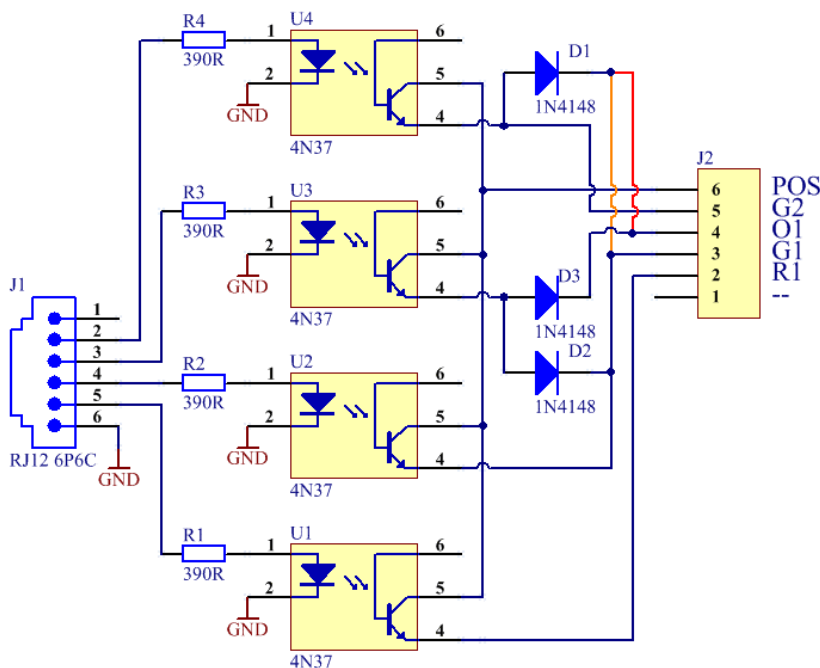 R4
390R
1
2
GND
U4
6
5
4
4N37
D1
1N4148
R3
390R
1
2
GND
U3
6
5
4
4N37
J2
6 POS
5 G2
4 O1
3 G1
2 R1
1 --
D3
1N4148
D2
1N4148
J1
1
2
3
4
5
6
RJ12 6P6C
GND
R2
390R
1
2
GND
U2
6
5
4
4N37
R1
390R
1
2
GND
U1
6
5
4
4N37